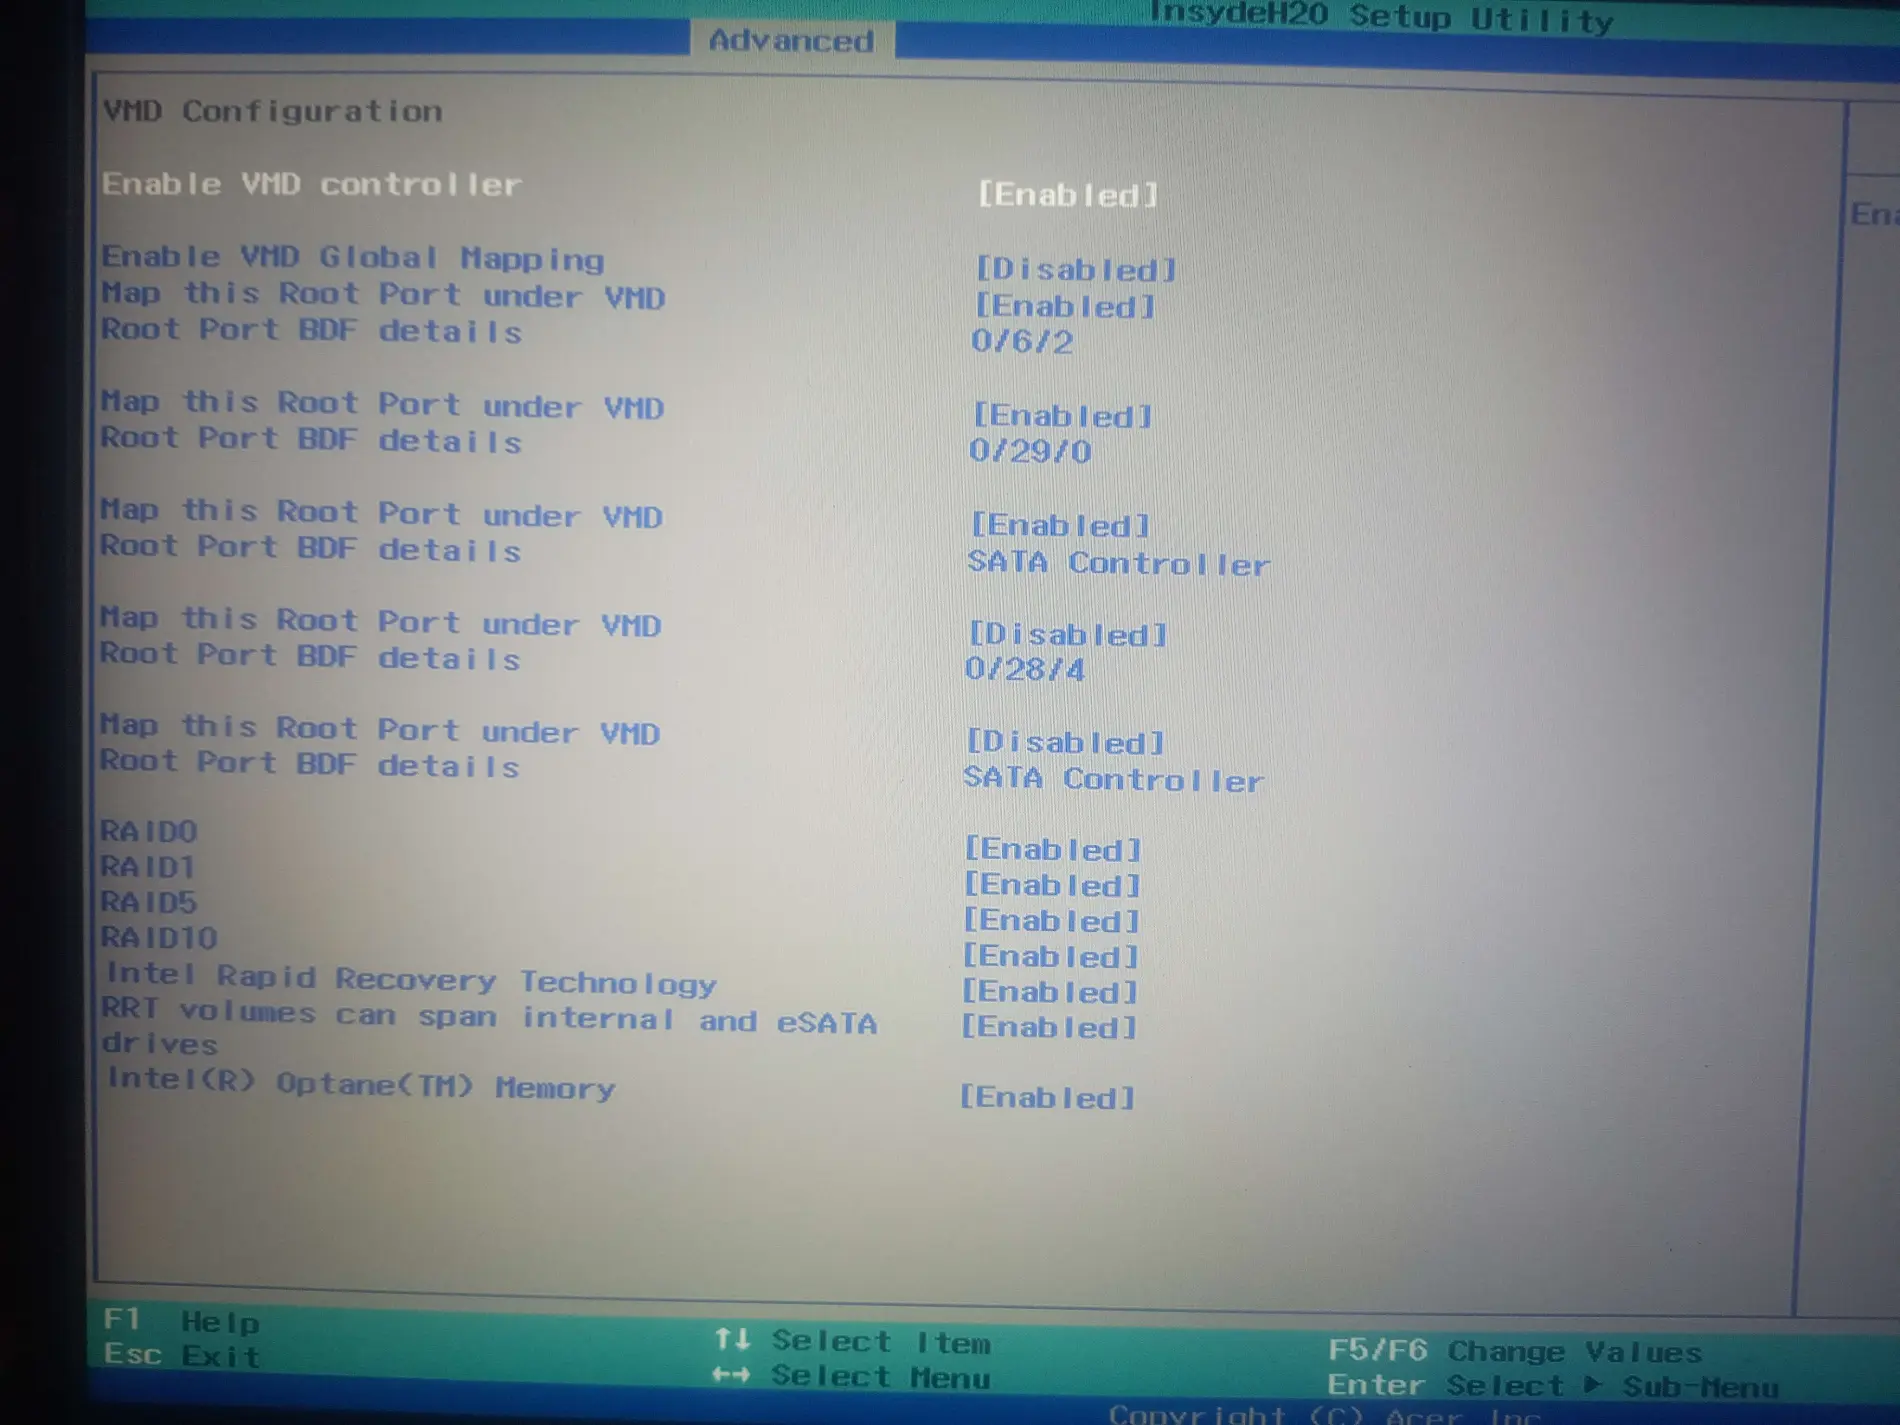 InsydeH20 Setup Utility
Advanced
VMD Configuration
Enable VMD controller [Enabled]
Enable VMD Global Mapping [Disabled]
Map this Root Port under VMD [Enabled]
Root Port BDF details 0/6/2
Map this Root Port under VMD [Enabled]
Root Port BDF details 0/29/0
Map this Root Port under VMD [Enabled]
Root Port BDF details SATA Controller
Map this Root Port under VMD [Disabled]
Root Port BDF details 0/28/4
Map this Root Port under VMD [Disabled]
Root Port BDF details SATA Controller
RAID0 [Enabled]
RAID1 [Enabled]
RAID5 [Enabled]
RAID10 [Enabled]
Intel Rapid Recovery Technology [Enabled]
RRT volumes can span internal and eSATA [Enabled]
drives
Intel(R) Optane(TM) Memory [Enabled]
F1 Help ↑↓ Select Item F5/F6 Change Values
Esc Exit ←→ Select Menu Enter Select ▶ Sub-Menu
Copyright (C) Acer Inc